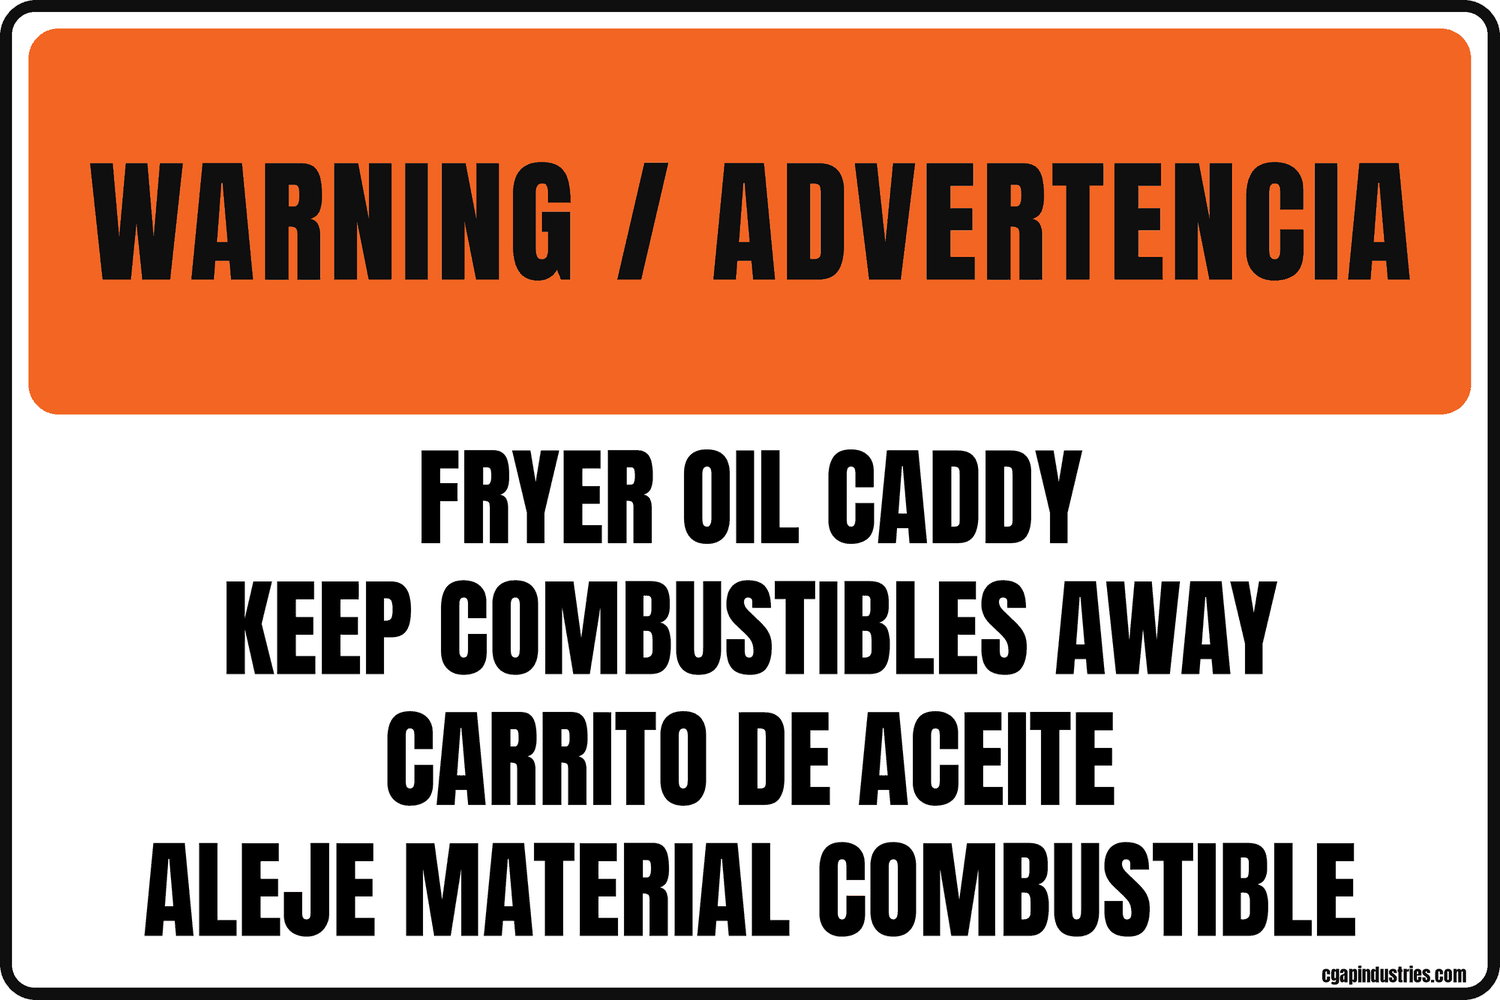 WARNING / ADVERTENCIA
FRYER OIL CADDY
KEEP COMBUSTIBLES AWAY
CARRITO DE ACEITE
ALEJE MATERIAL COMBUSTIBLE
cgapindustries.com